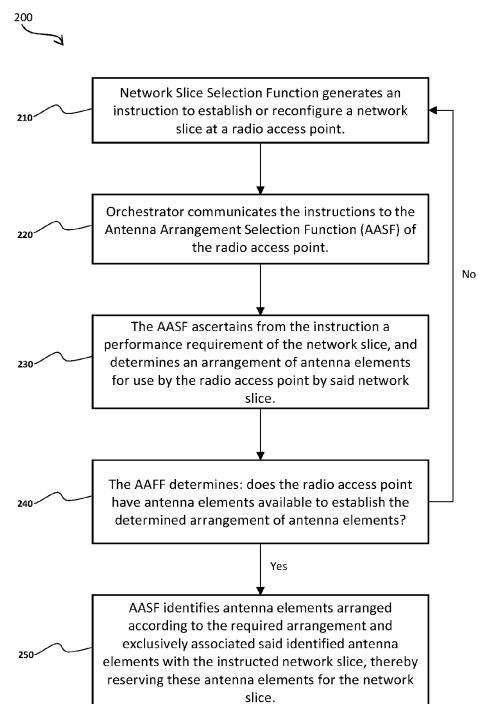 200
210
Network Slice Selection Function generates an
instruction to establish or reconfigure a network
slice at a radio access point.
220
Orchestrator communicates the instructions to the
Antenna Arrangement Selection Function (AASF) of
the radio access point.
No
230
The AASF ascertains from the instruction a
performance requirement of the network slice, and
determines an arrangement of antenna elements
for use by the radio access point by said network
slice.
240
The AAFF determines: does the radio access point
have antenna elements available to establish the
determined arrangement of antenna elements?
Yes
250
AASF identifies antenna elements arranged
according to the required arrangement and
exclusively associated said identified antenna
elements with the instructed network slice, thereby
reserving these antenna elements for the network
slice.